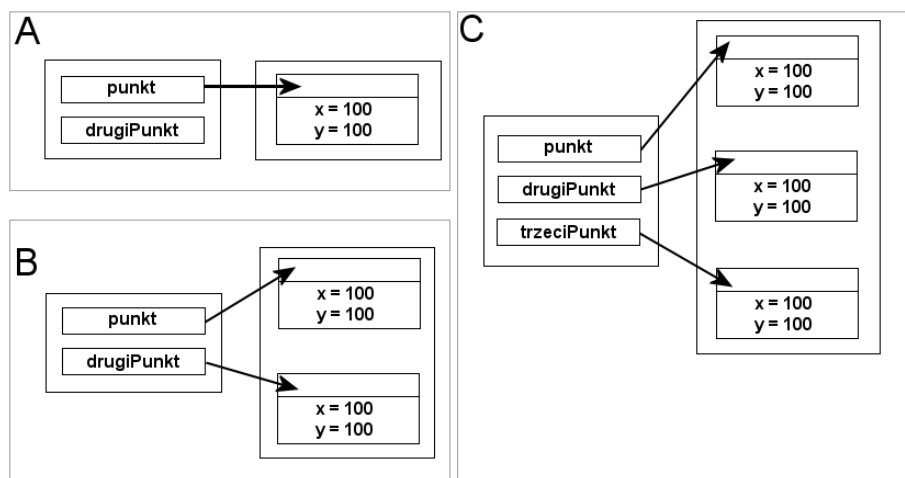 A
punkt
drugiPunkt
x = 100
y = 100
B
punkt
drugiPunkt
x = 100
y = 100
x = 100
y = 100
C
punkt
drugiPunkt
trzeciPunkt
x = 100
y = 100
x = 100
y = 100
x = 100
y = 100